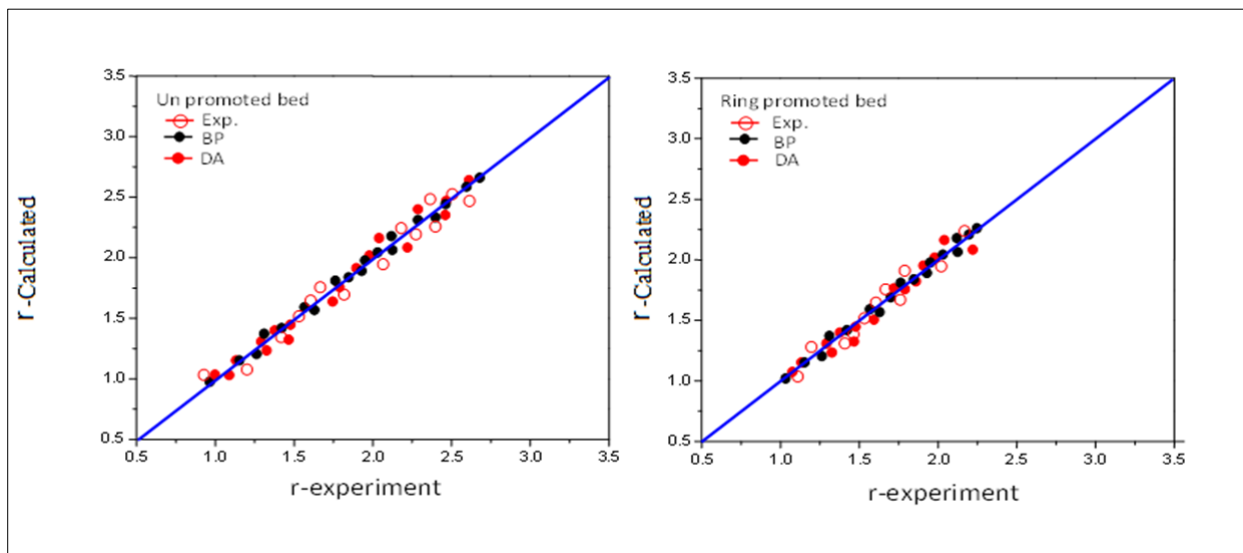 3.5
Un promoted bed
Exp.
3.0
BP
DA
2.5
2.0
1.5
1.0
0.5
0.5 1.0 1.5 2.0 2.5 3.0 3.5
r-experiment
r-Calculated
3.5
Ring promoted bed
Exp.
3.0
BP
DA
2.5
2.0
1.5
1.0
0.5
0.5 1.0 1.5 2.0 2.5 3.0 3.5
r-experiment
r-Calculated